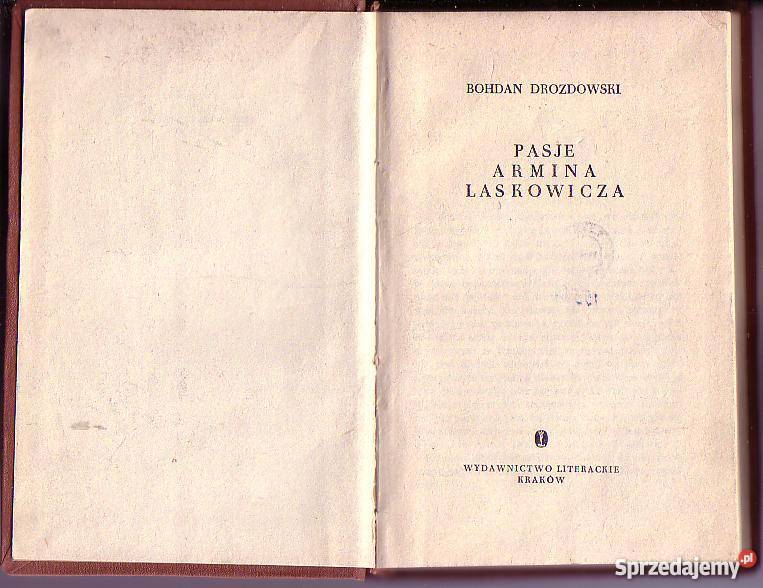 BOHDAN DROZDOWSKI
PASJE
ARMINA
LASKOWICZA
WYDAWNICTWO LITERACKIE
KRAKÓW
Sprzedajemy.pl